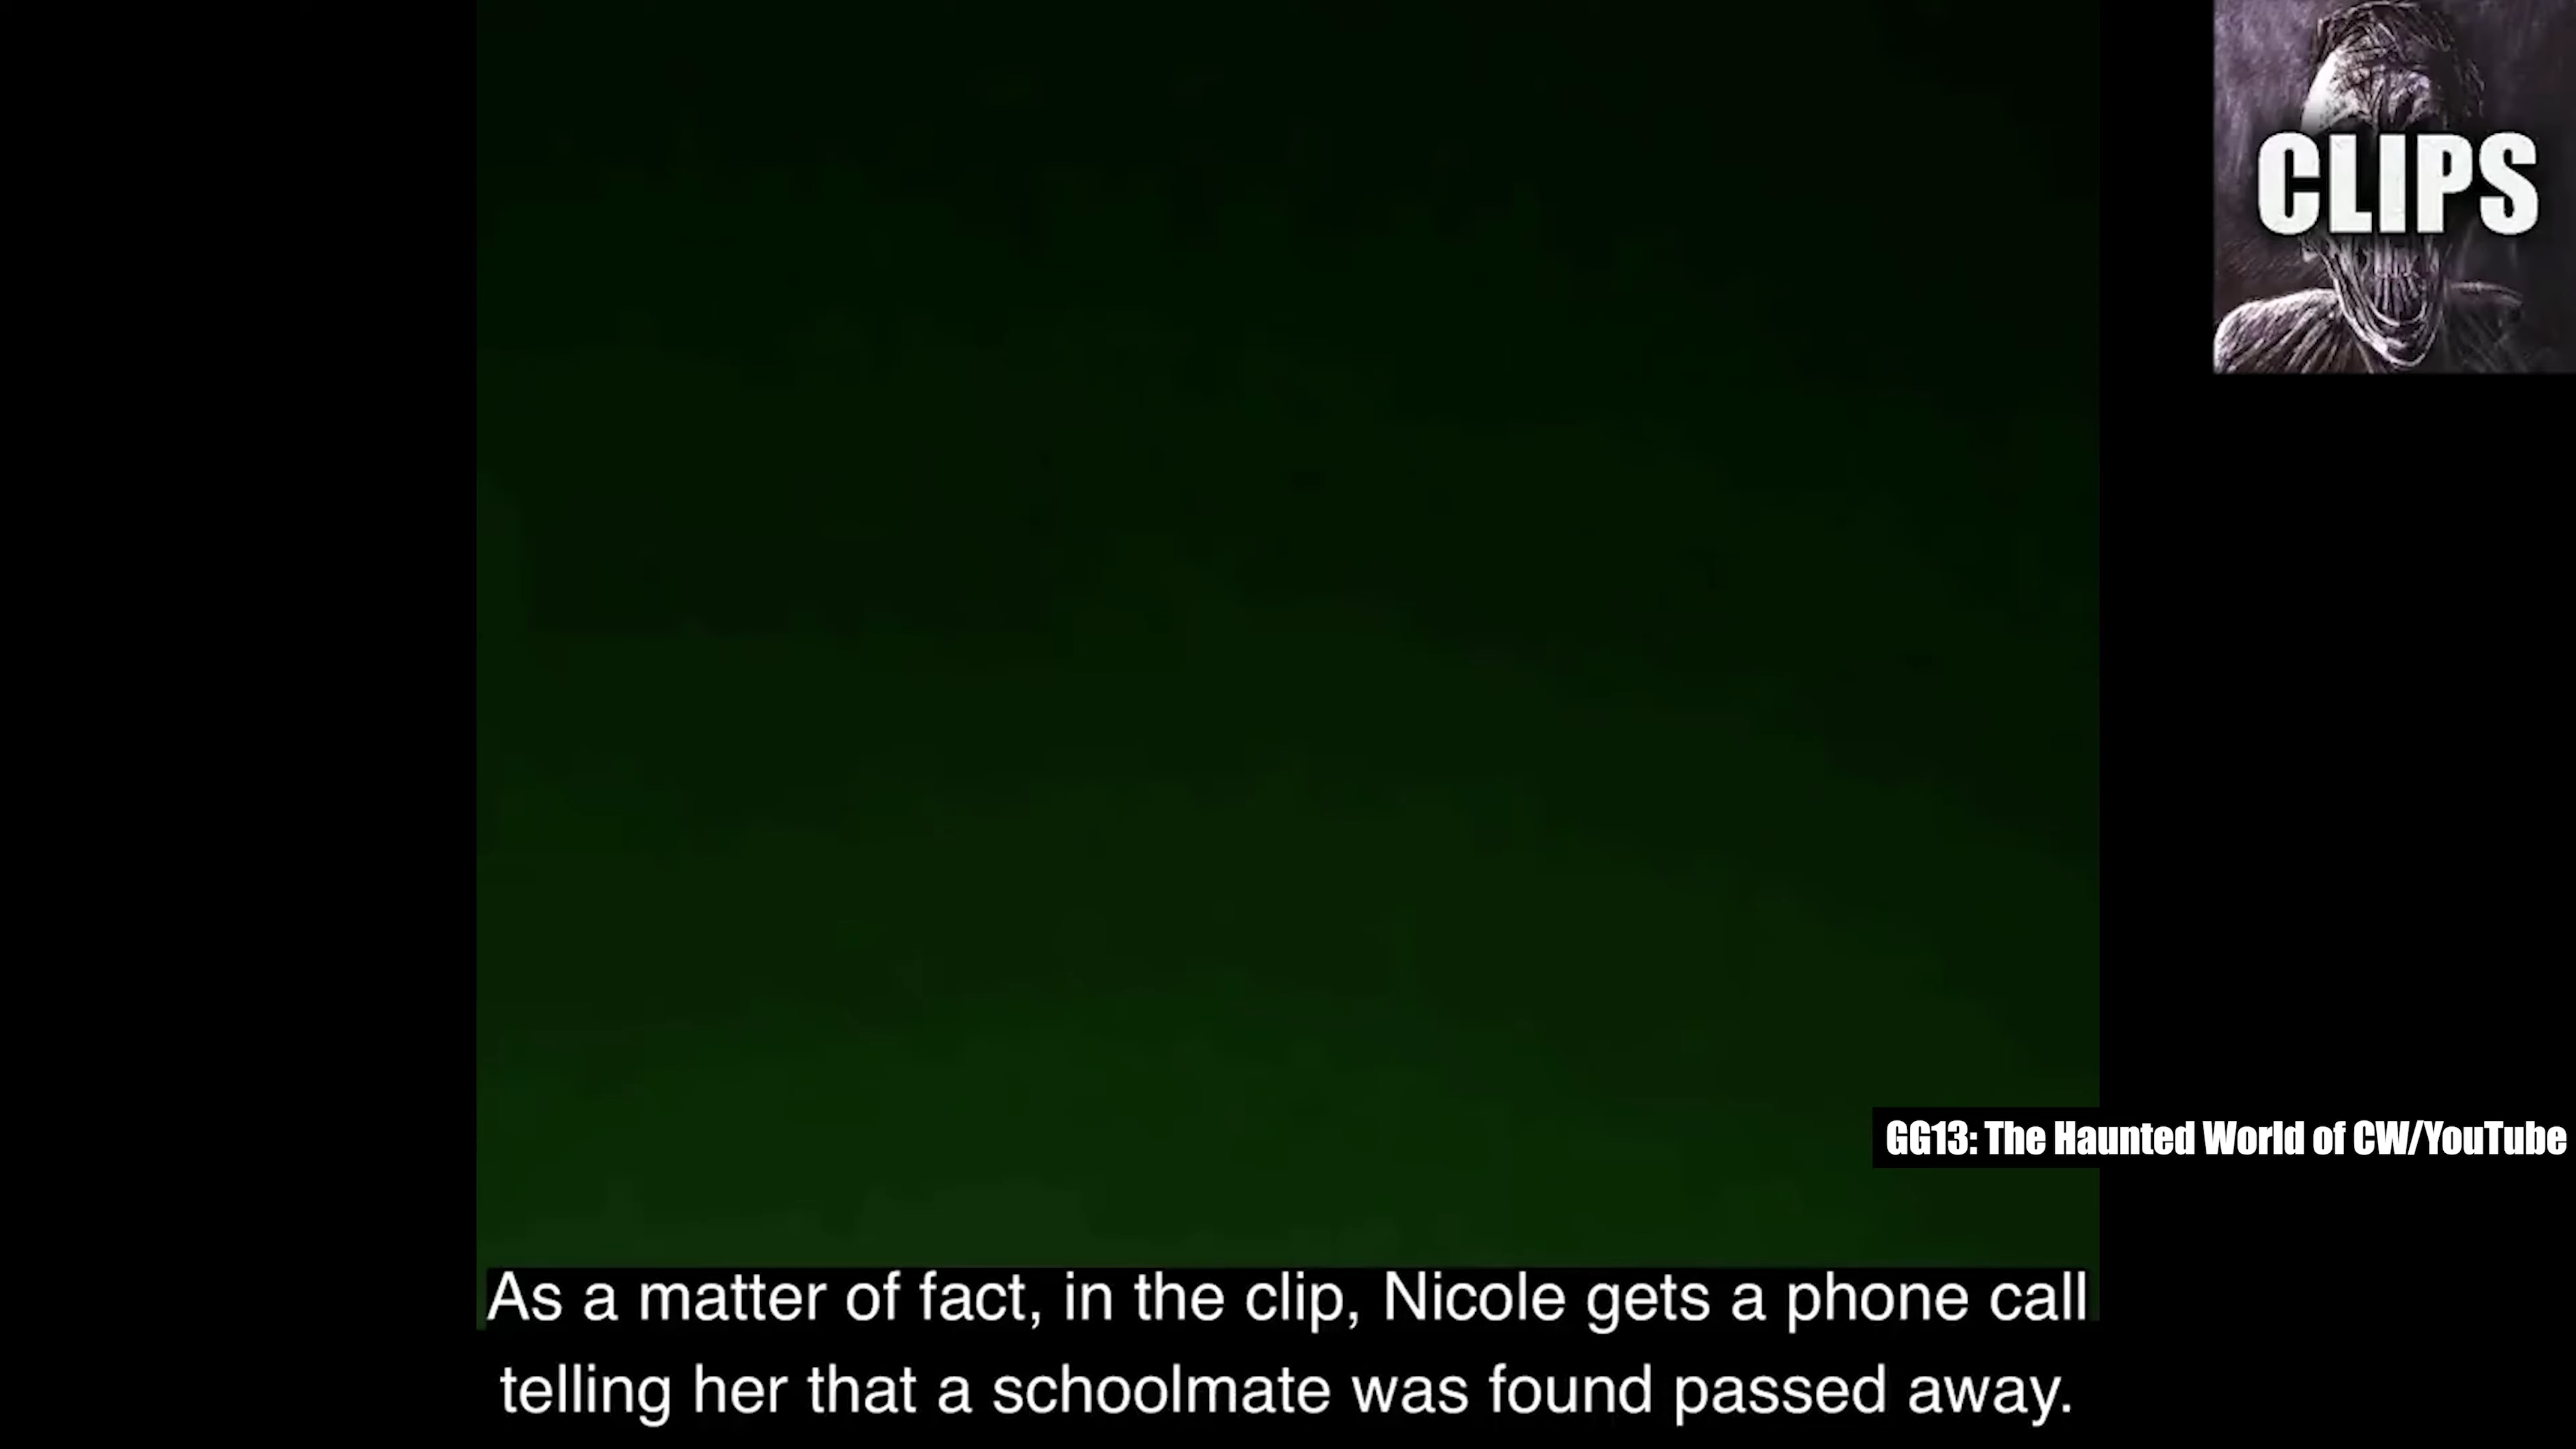 CLIPS
GG13: The Haunted World of CW/YouTube
As a matter of fact, in the clip, Nicole gets a phone call
telling her that a schoolmate was found passed away.